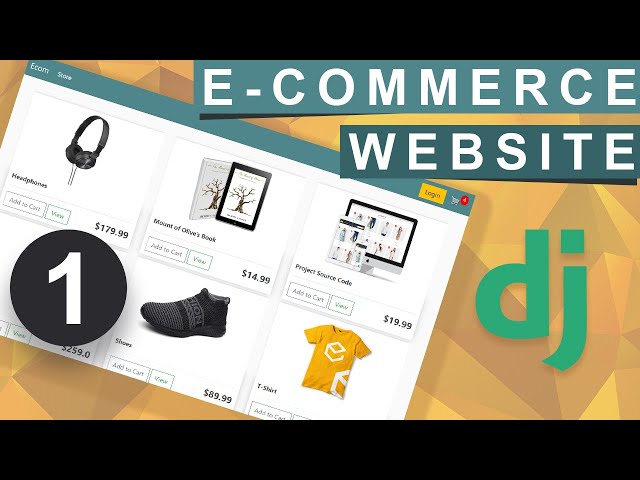 E-COMMERCE
WEBSITE
Ecom Store
Login
4
Headphones
Add to Cart View
$179.99
Mount of Olive's Book
Add to Cart View
$14.99
Project Source Code
Add to Cart View
$19.99
1
$259.0
Shoes
Add to Cart View
$89.99
T-Shirt
Add to Cart View
dj